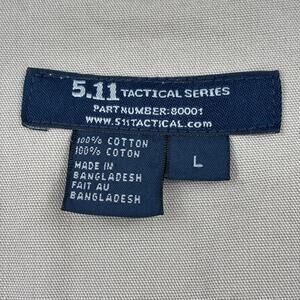 5.11 TACTICAL SERIES
PART NUMBER: 80001
www.511TACTICAL.com
100% COTTON
100% COTON
MADE IN
BANGLADESH
FAIT AU
BANGLADESH
L